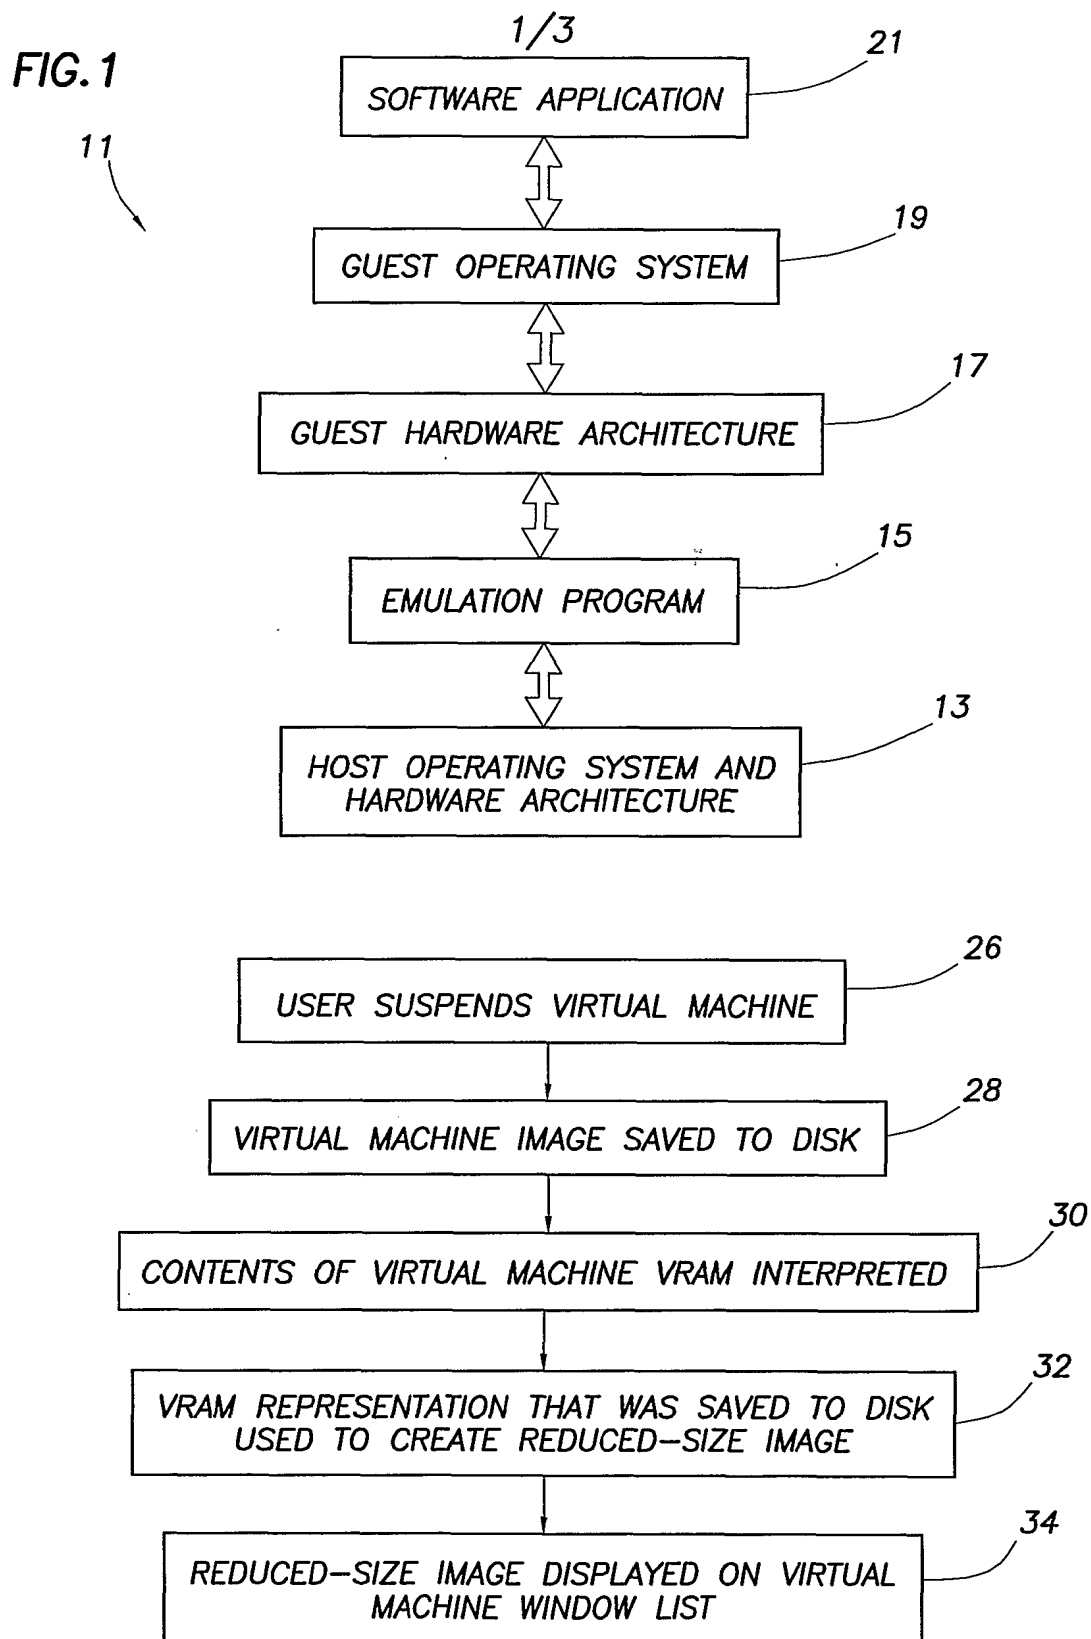 1/3
FIG. 1
11
SOFTWARE APPLICATION
21
GUEST OPERATING SYSTEM
19
GUEST HARDWARE ARCHITECTURE
17
EMULATION PROGRAM
15
HOST OPERATING SYSTEM AND
HARDWARE ARCHITECTURE
13
USER SUSPENDS VIRTUAL MACHINE
26
VIRTUAL MACHINE IMAGE SAVED TO DISK
28
CONTENTS OF VIRTUAL MACHINE VRAM INTERPRETED
30
VRAM REPRESENTATION THAT WAS SAVED TO DISK
USED TO CREATE REDUCED-SIZE IMAGE
32
REDUCED-SIZE IMAGE DISPLAYED ON VIRTUAL
MACHINE WINDOW LIST
34